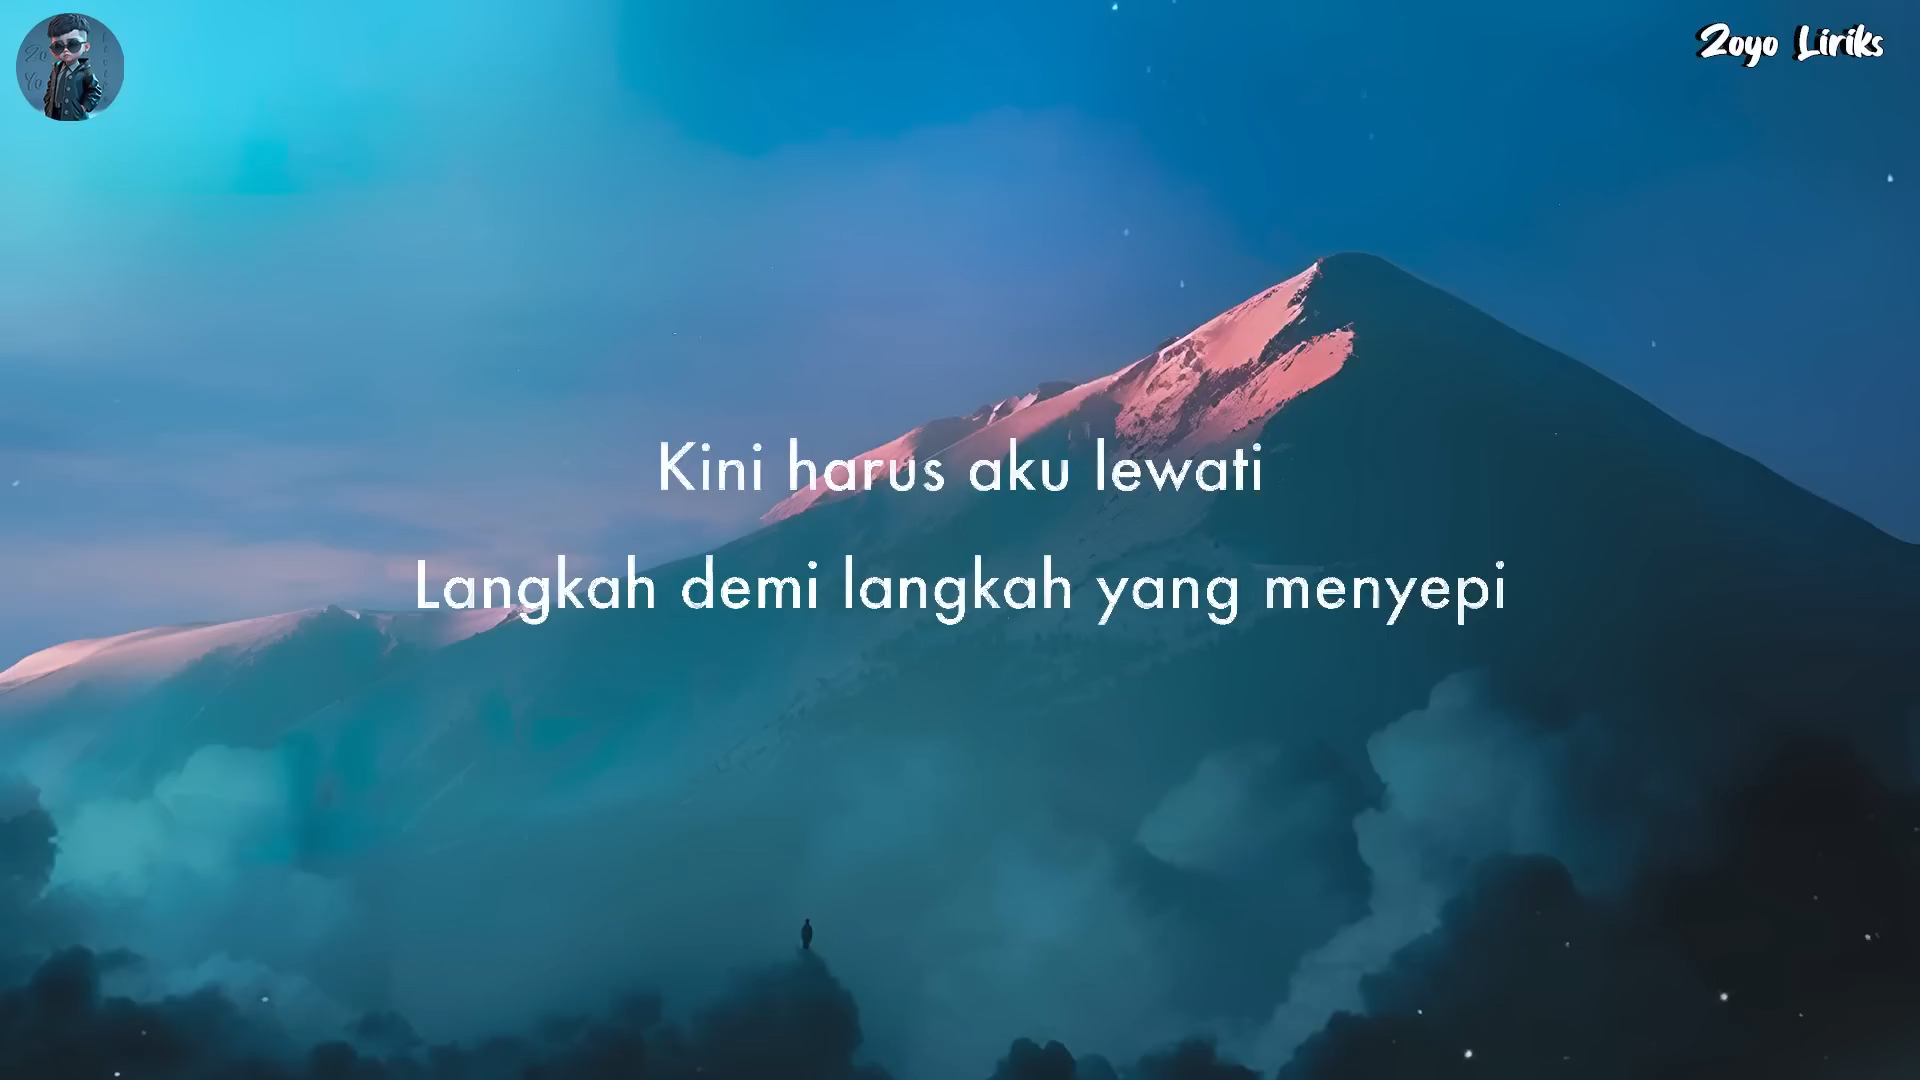 Zoyo Liriks
Kini harus aku lewati
Langkah demi langkah yang menyepi